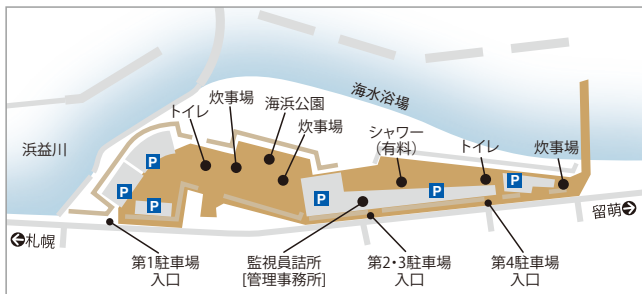 海水浴場
海浜公園
炊事場
トイレ
炊事場
シャワー
（有料）
トイレ
炊事場
浜益川
P
P
P
P
P
P
留萌
札幌
第1駐車場
入口
監視員詰所
[管理事務所]
第2・3駐車場
入口
第4駐車場
入口